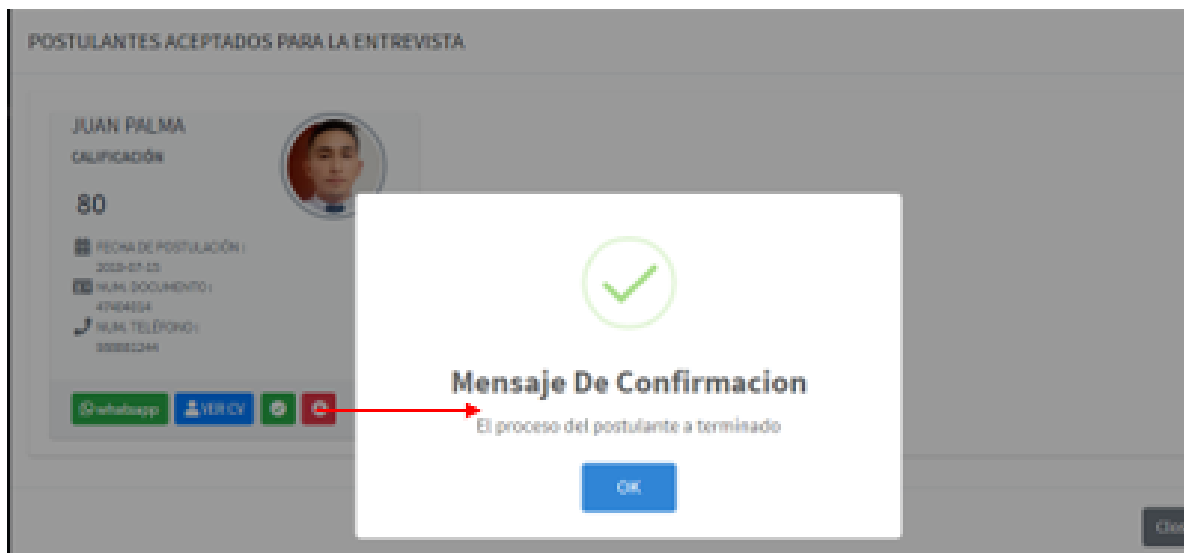 POSTULANTES ACEPTADOS PARA LA ENTREVISTA
JUAN PALMA
CALIFICACIÓN
80
FECHA DE POSTULACIÓN :
NUM. DOCUMENTO :
NUM. TELÉFONO :
whatsapp
VER CV
Mensaje De Confirmacion
El proceso del postulante a terminado
OK